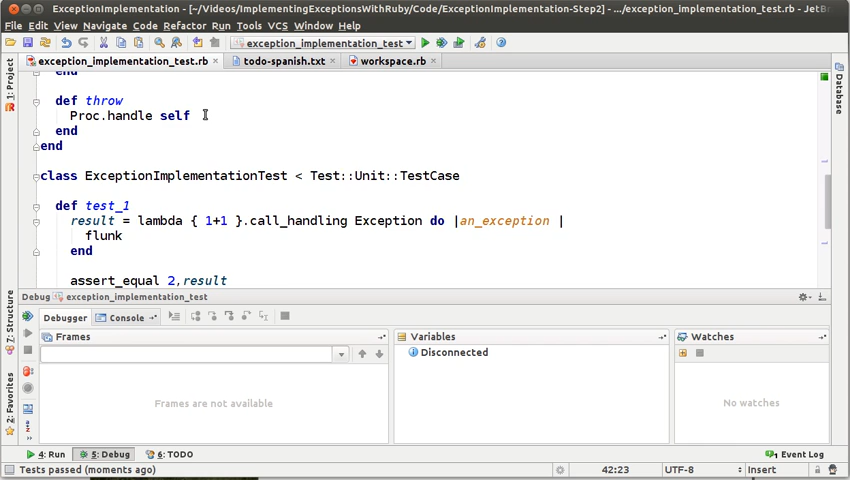 ExceptionImplementation - [~/Videos/ImplementingExceptionsWithRuby/Code/ExceptionImplementation-Step2] - .../exception_implementation_test.rb - JetBr
File Edit View Navigate Code Refactor Run Tools VCS Window Help
exception_implementation_test
exception_implementation_test.rb todo-spanish.txt workspace.rb
1: Project
Database
end
def throw
Proc.handle self
end
end
class ExceptionImplementationTest < Test::Unit::TestCase
def test_1
result = lambda { 1+1 }.call_handling Exception do |an_exception |
flunk
end
assert_equal 2,result
7: Structure
2: Favorites
Debug exception_implementation_test
Debugger Console
Frames Variables Watches
Disconnected
Frames are not available
No watches
4: Run 5: Debug 6: TODO Event Log
Tests passed (moments ago) 42:23 UTF-8 Insert